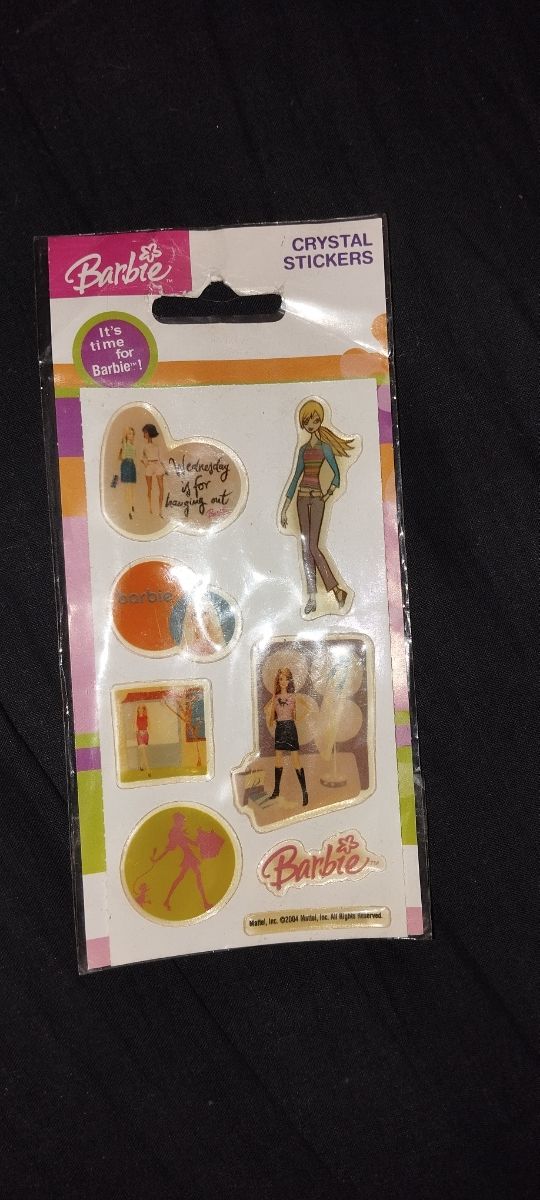 Barbie™
CRYSTAL
STICKERS
It's
time
for
Barbie™!
Wednesday
is for
hanging out
Barbie
barbie
Barbie™
Mattel, Inc. ©2004 Mattel, Inc. All Rights Reserved.